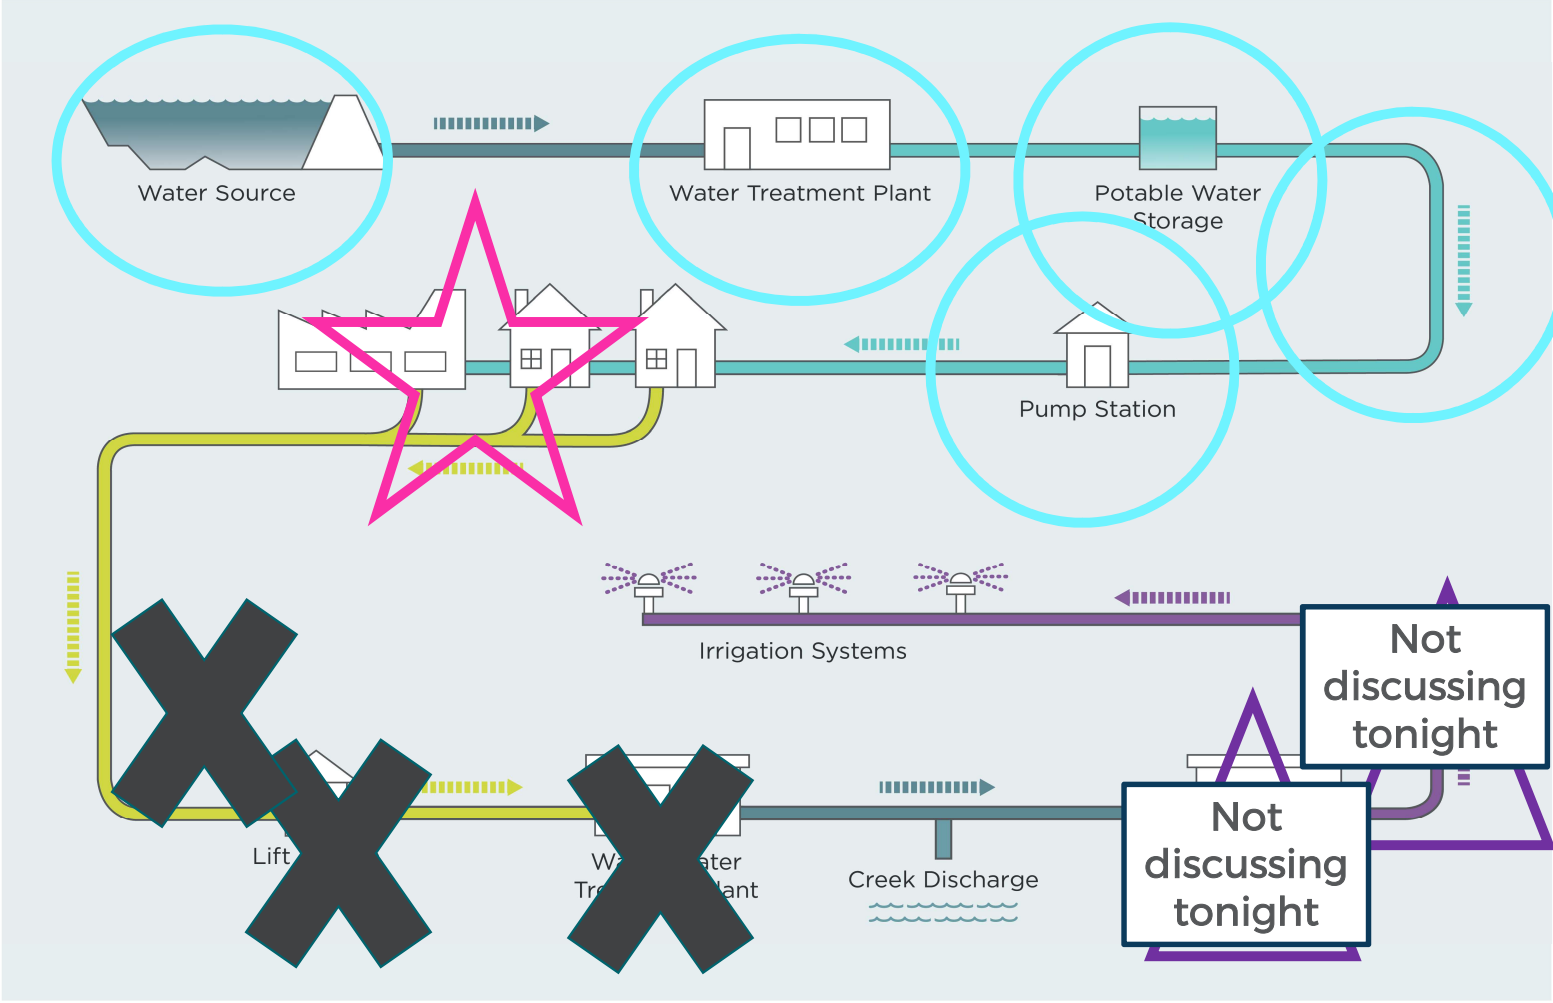 Water Source
Water Treatment Plant
Potable Water
Storage
Pump Station
Irrigation Systems
Not
discussing
tonight
Lift
Creek Discharge
Not
discussing
tonight